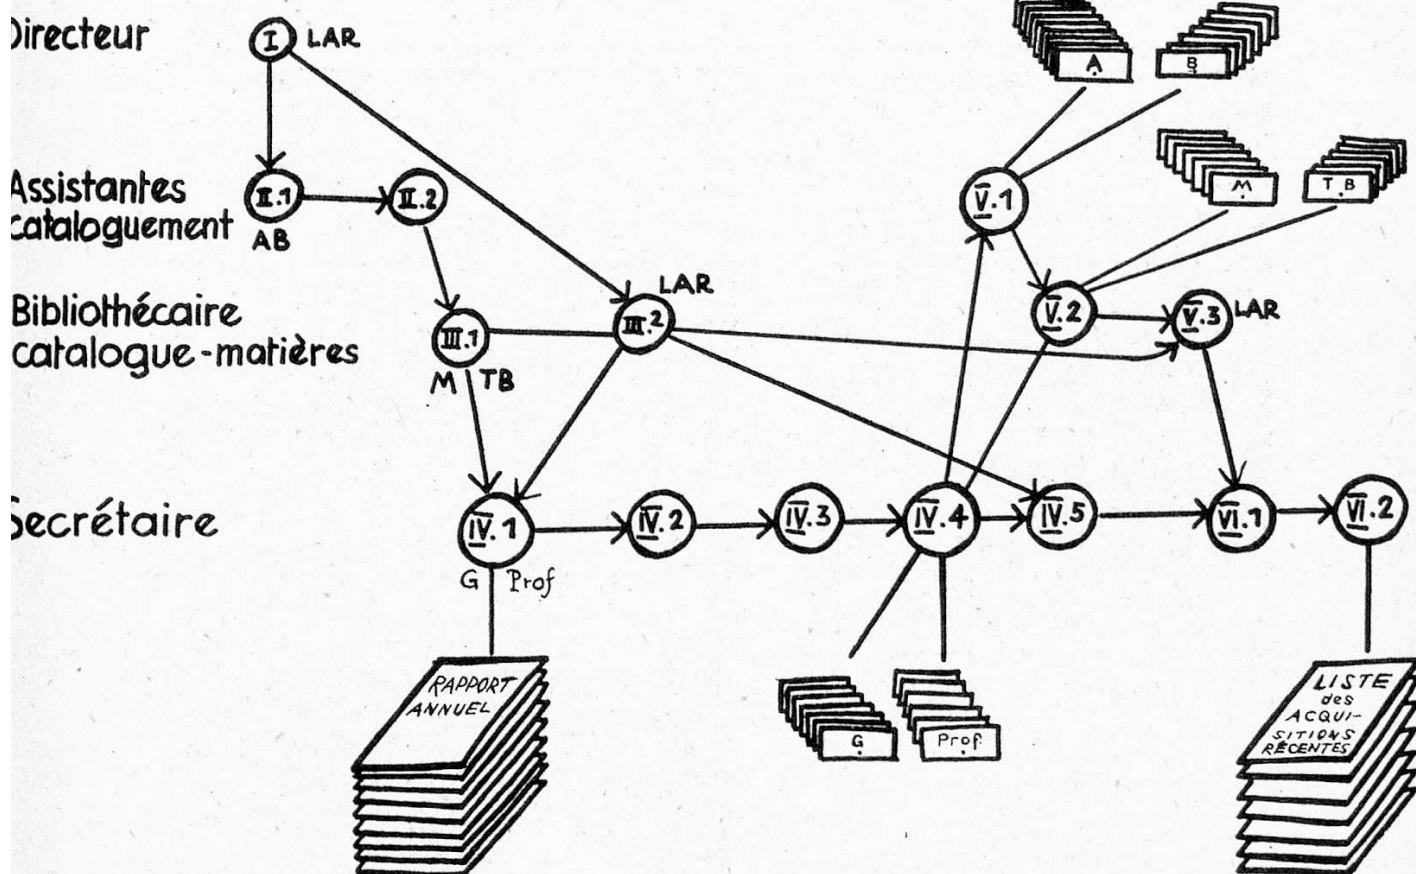 Directeur
I LAR
A
B
Assistantes
cataloguement
II.1
II.2
AB
V.1
M
T.B
Bibliothécaire
catalogue-matières
III.1
M TB
III.2
LAR
V.2
V.3 LAR
Secrétaire
IV.1
IV.2
IV.3
IV.4
IV.5
VI.1
VI.2
G Prof
RAPPORT
ANNUEL
G
Prof
LISTE
des
ACQUI-
SITIONS
RÉCENTES